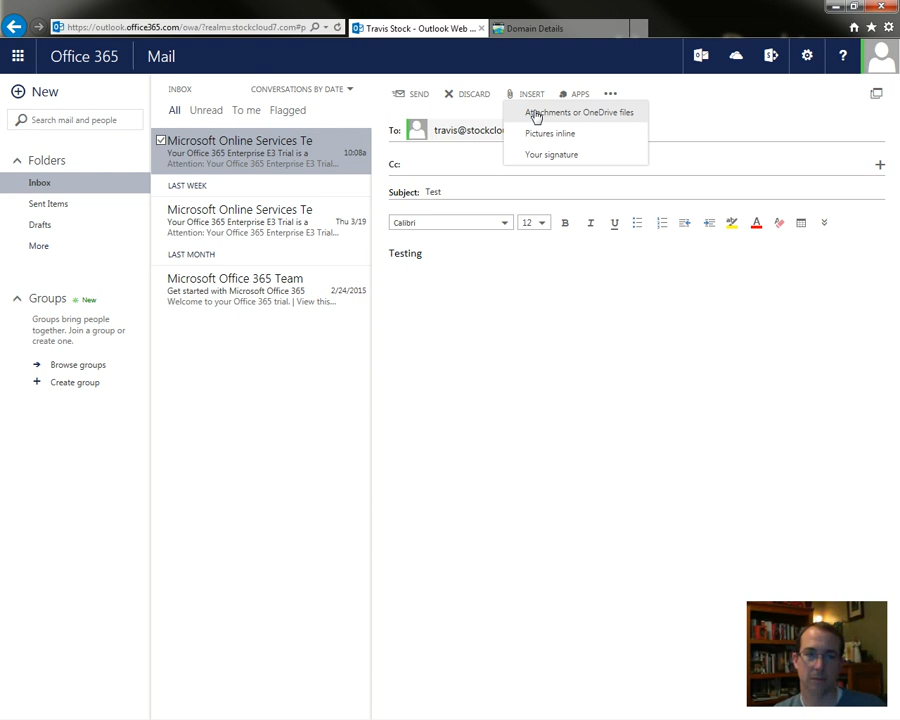 https://outlook.office365.com/owa/?realm=stockcloud7.com#p
Travis Stock - Outlook Web ...
Domain Details
Office 365
Mail
?
New
Search mail and people
Folders
Inbox
Sent Items
Drafts
More
Groups New
Groups bring people
together. Join a group or
create one.
Browse groups
Create group
INBOX
CONVERSATIONS BY DATE
All Unread To me Flagged
Microsoft Online Services Te
Your Office 365 Enterprise E3 Trial is a 10:08a
Attention: Your Office 365 Enterprise E3 Trial...
LAST WEEK
Microsoft Online Services Te
Your Office 365 Enterprise E3 Trial is a Thu 3/19
Attention: Your Office 365 Enterprise E3 Trial...
LAST MONTH
Microsoft Office 365 Team
Get started with Microsoft Office 365 2/24/2015
Welcome to your Office 365 trial. | View this...
SEND DISCARD INSERT APPS •••
Attachments or OneDrive files
Pictures inline
Your signature
To: travis@stockclo
Cc:
Subject: Test
Calibri 12 B I U A
Testing